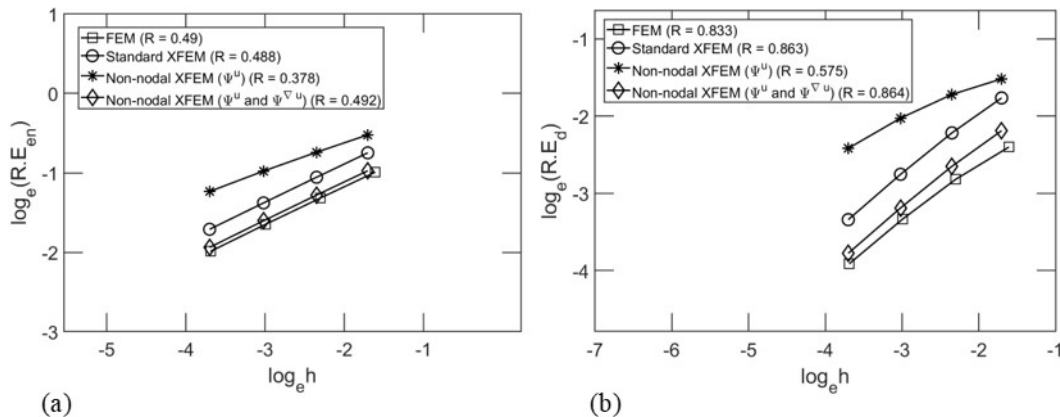 1
0
-1
-2
-3
log_e(R.E_en)
FEM (R = 0.49)
Standard XFEM (R = 0.488)
Non-nodal XFEM (Ψ^u) (R = 0.378)
Non-nodal XFEM (Ψ^u and Ψ^∇u) (R = 0.492)
-5 -4 -3 -2 -1
log_e h
(a)
-1
-2
-3
-4
log_e(R.E_d)
FEM (R = 0.833)
Standard XFEM (R = 0.863)
Non-nodal XFEM (Ψ^u) (R = 0.575)
Non-nodal XFEM (Ψ^u and Ψ^∇u) (R = 0.864)
-7 -6 -5 -4 -3 -2 -1
log_e h
(b)